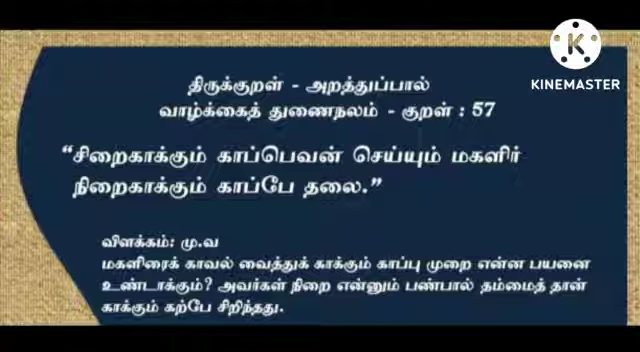 KINEMASTER
திருக்குறள் - அறத்துப்பால்
வாழ்க்கைத் துணைநலம் - குறள் : 57
“சிறைகாக்கும் காப்பெவன் செய்யும் மகளிர்
நிறைகாக்கும் காப்பே தலை.”
விளக்கம்: மு.வ
மகளிரைக் காவல் வைத்துக் காக்கும் காப்பு முறை என்ன பயனை
உண்டாக்கும்? அவர்கள் நிறை என்னும் பண்பால் தம்மைத் தான்
காக்கும் கற்பே சிறந்தது.